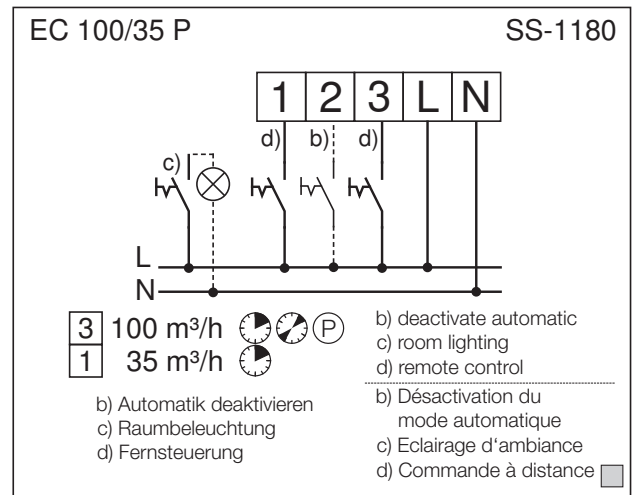 EC 100/35 P SS-1180
1 2 3 L N
d) b) d)
c)
L
N
3 100 m³/h P
1 35 m³/h
b) Automatik deaktivieren
c) Raumbeleuchtung
d) Fernsteuerung
b) deactivate automatic
c) room lighting
d) remote control
b) Désactivation du
mode automatique
c) Eclairage d'ambiance
d) Commande à distance